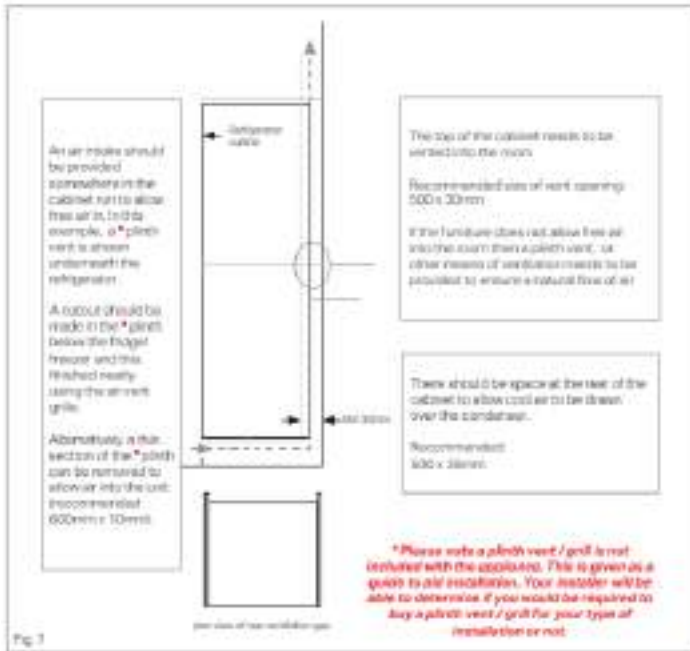 An air intake should
be provided
somewhere in the
cabinet run to allow
free air in. In this
example, a *plinth
vent is shown
underneath the
refrigerator.
A cutout should be
made in the *plinth
below the fridge/
freezer and this
finished neatly
using the air vent
grille.
Alternatively, a thin
section of the *plinth
can be removed to
allow air into the unit
(recommended
600mm x 10mm).
Refrigerator
The top of the cabinet needs to be
vented into the room
Recommended size of vent opening:
500 x 30mm
If the furniture does not allow free air
into the room then a plinth vent, or
other means of ventilation needs to be
provided to ensure a natural flow of air
There should be space at the rear of the
cabinet to allow cool air to be drawn
over the condenser.
Recommended:
*Please note a plinth vent / grill is not
included with the appliance. This is given as a
guide to aid installation. Your installer will be
able to determine if you would be required to
buy a plinth vent / grill for your type of
installation or not
view of rear ventilation gap